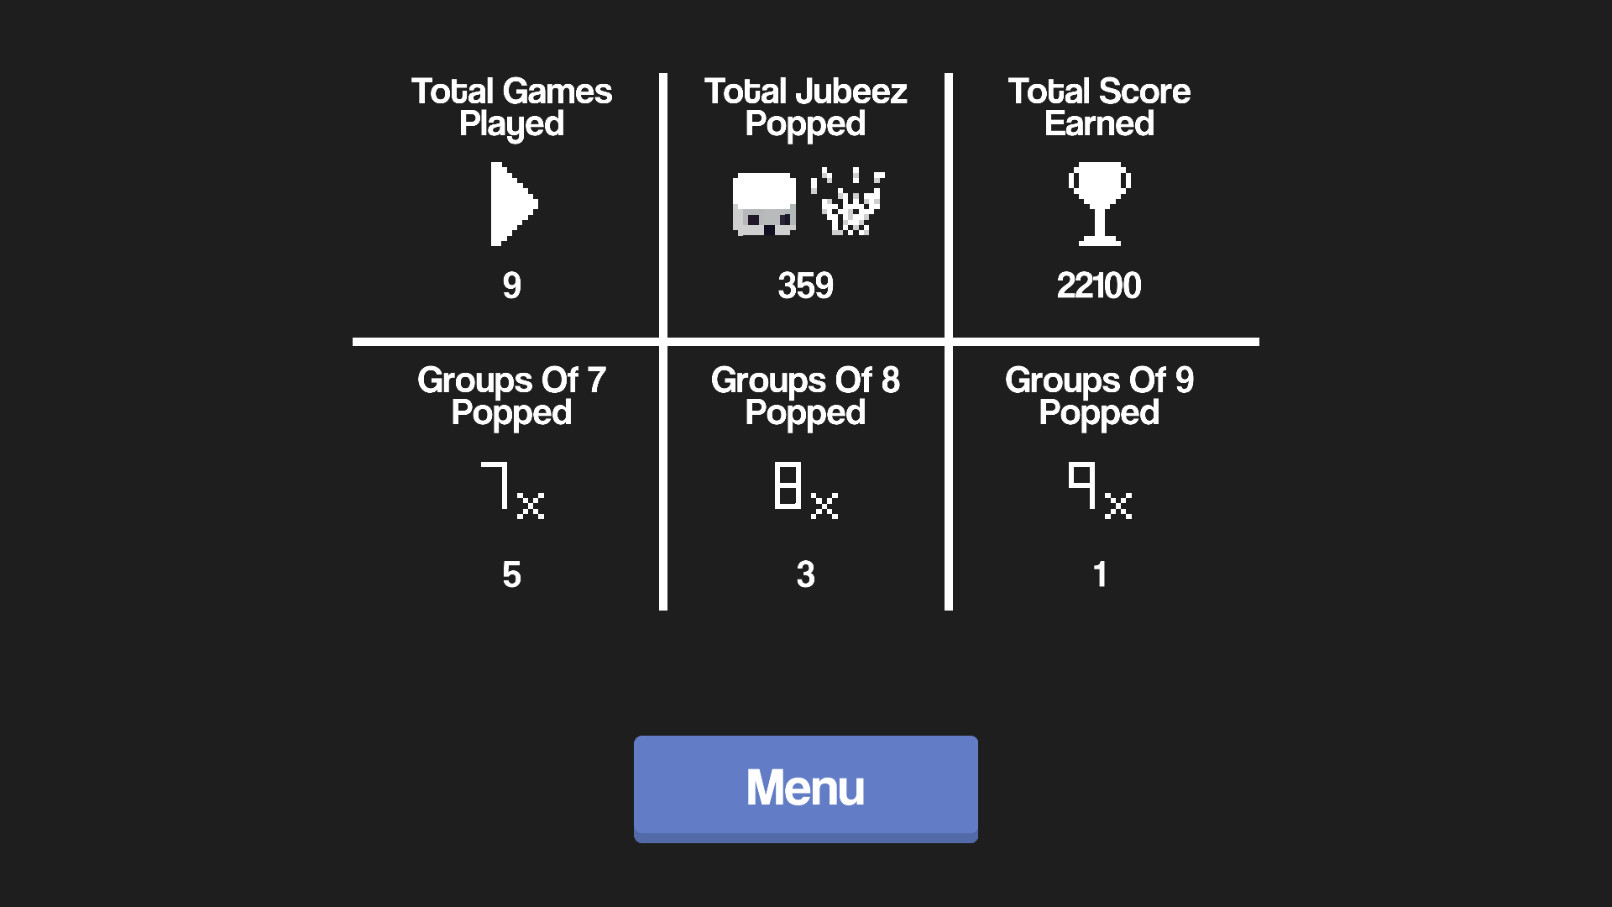 Total Games
Played
Total Jubeez
Popped
Total Score
Earned
9
359
22100
Groups Of 7
Popped
Groups Of 8
Popped
Groups Of 9
Popped
7x
8x
9x
5
3
1
Menu